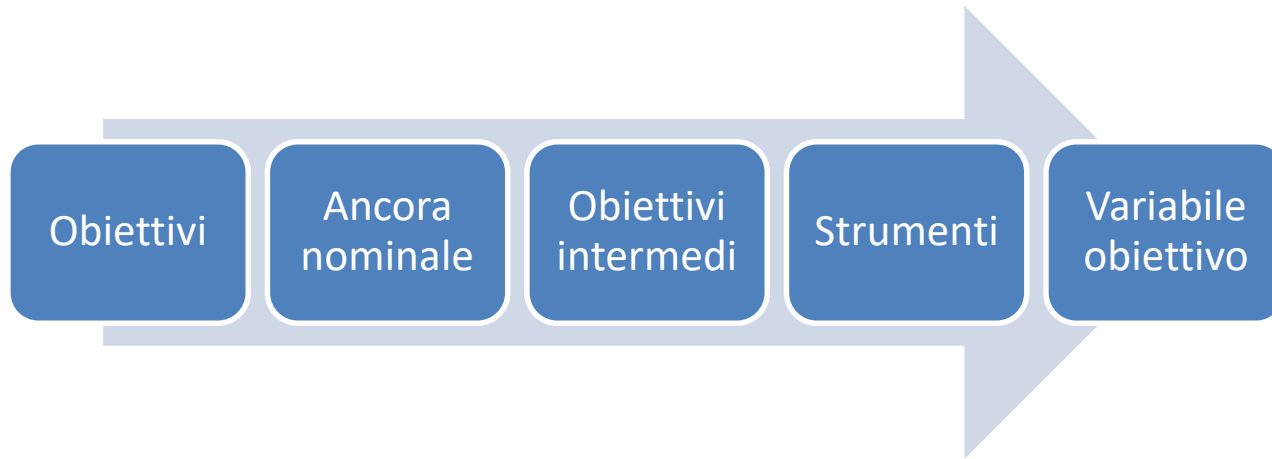 Obiettivi
Ancora
nominale
Obiettivi
intermedi
Strumenti
Variabile
obiettivo